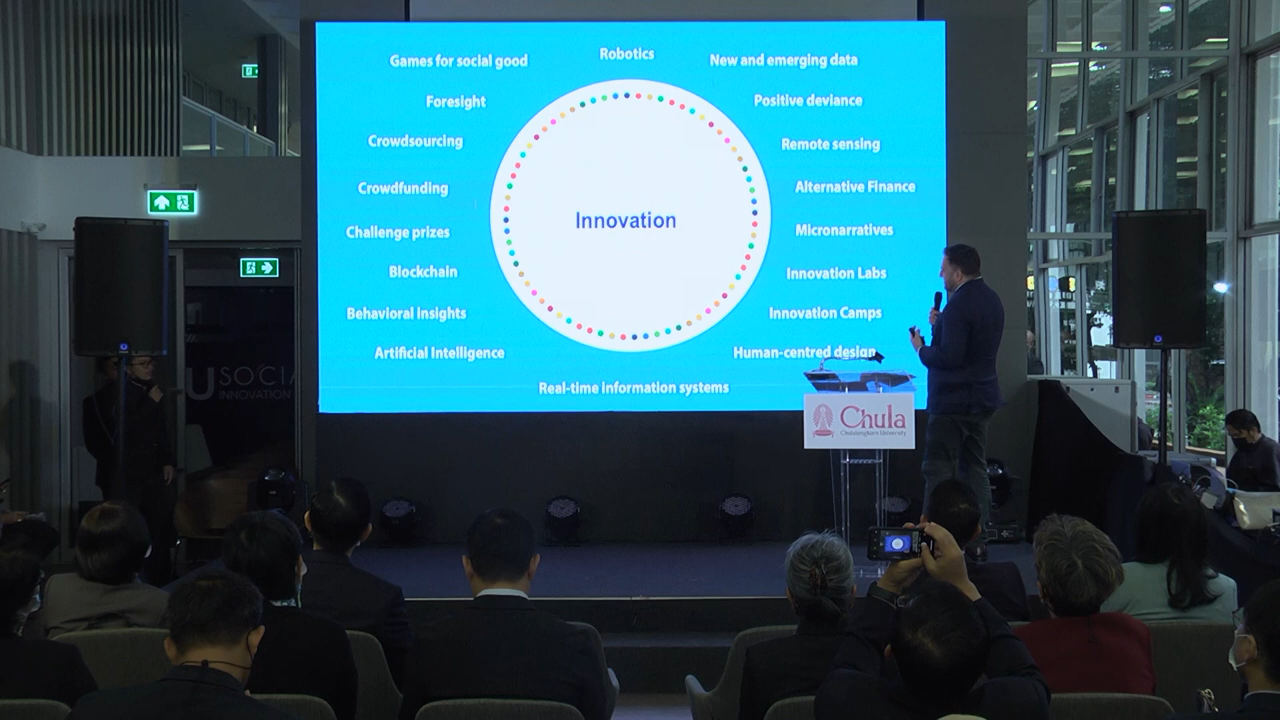 Robotics
Games for social good
New and emerging data
Foresight
Positive deviance
Crowdsourcing
Remote sensing
Crowdfunding
Alternative Finance
Innovation
Challenge prizes
Micronarratives
Blockchain
Innovation Labs
Behavioral insights
Innovation Camps
Artificial Intelligence
Human-centred design
Real-time information systems
U SOCIA
INNOVATION
Chula
Chulalongkorn University